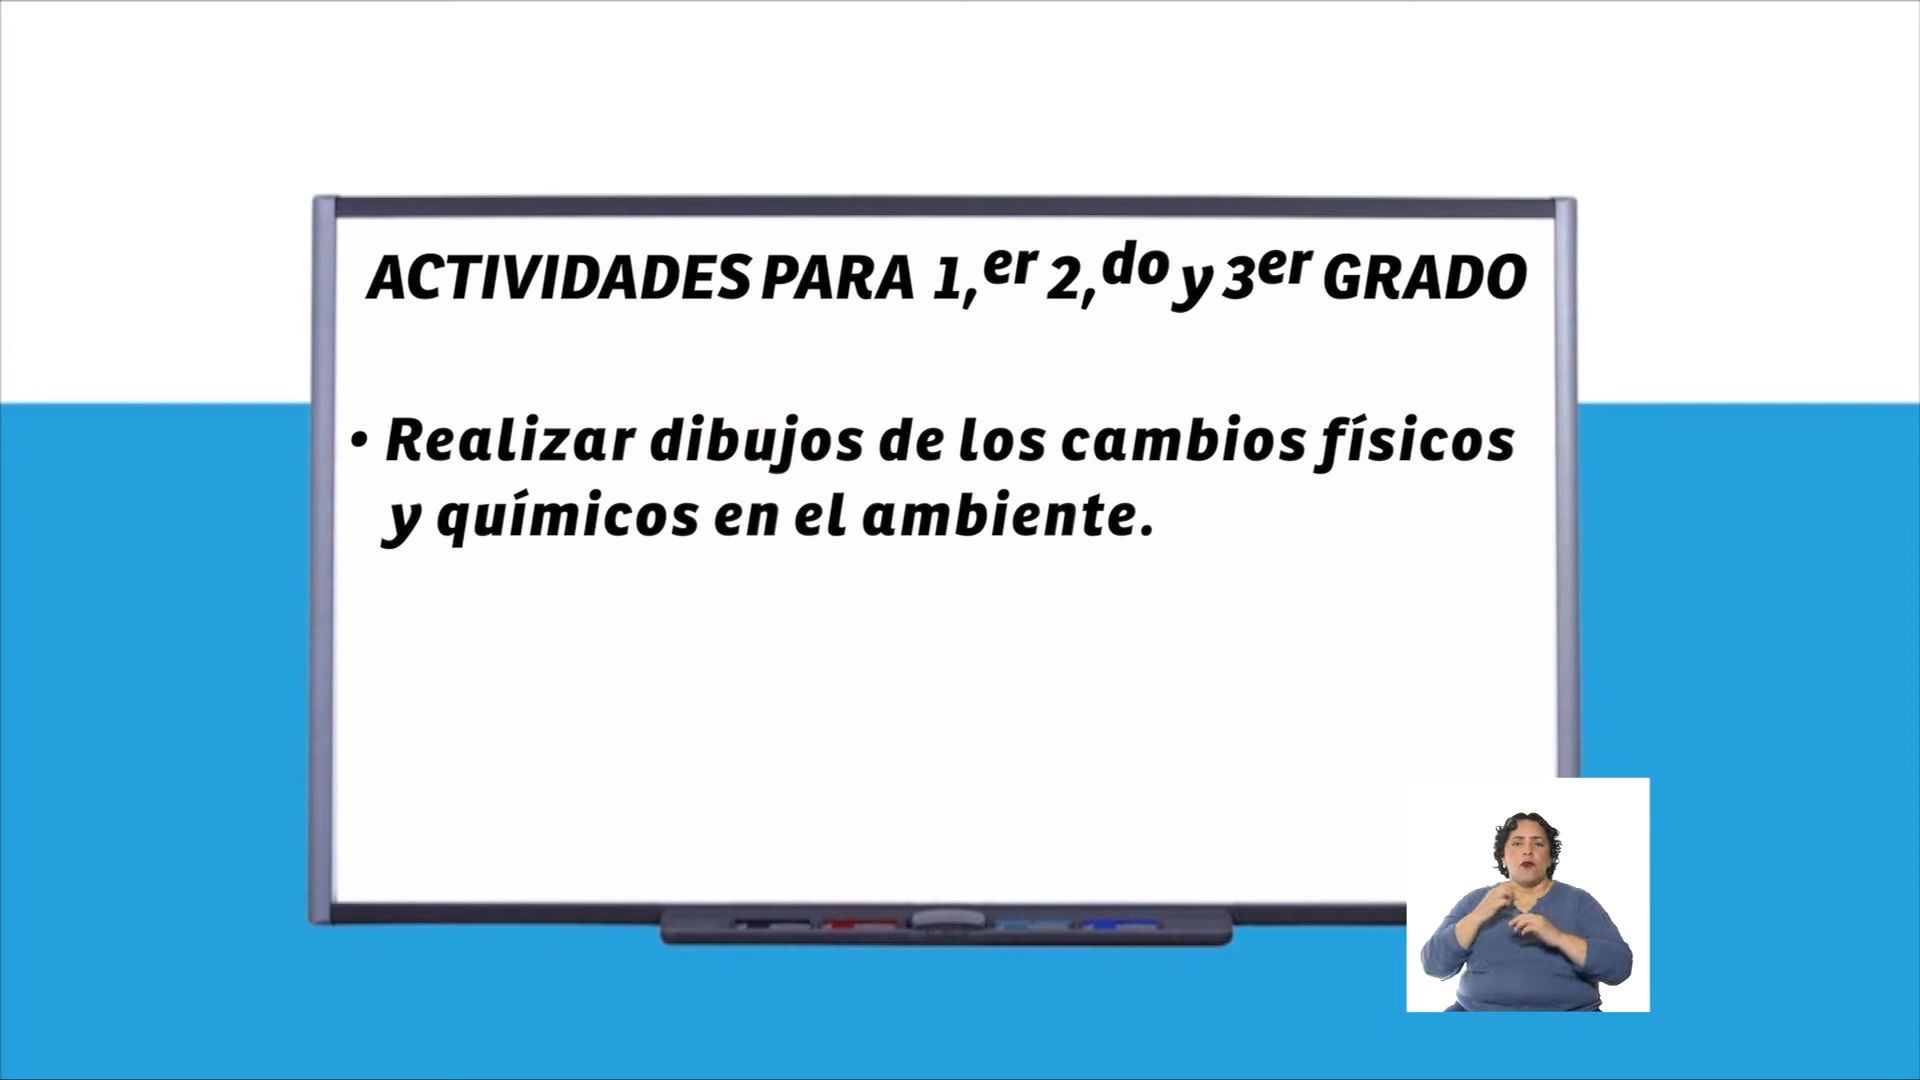 ACTIVIDADES PARA 1,er 2,do y 3er GRADO
• Realizar dibujos de los cambios físicos
y químicos en el ambiente.